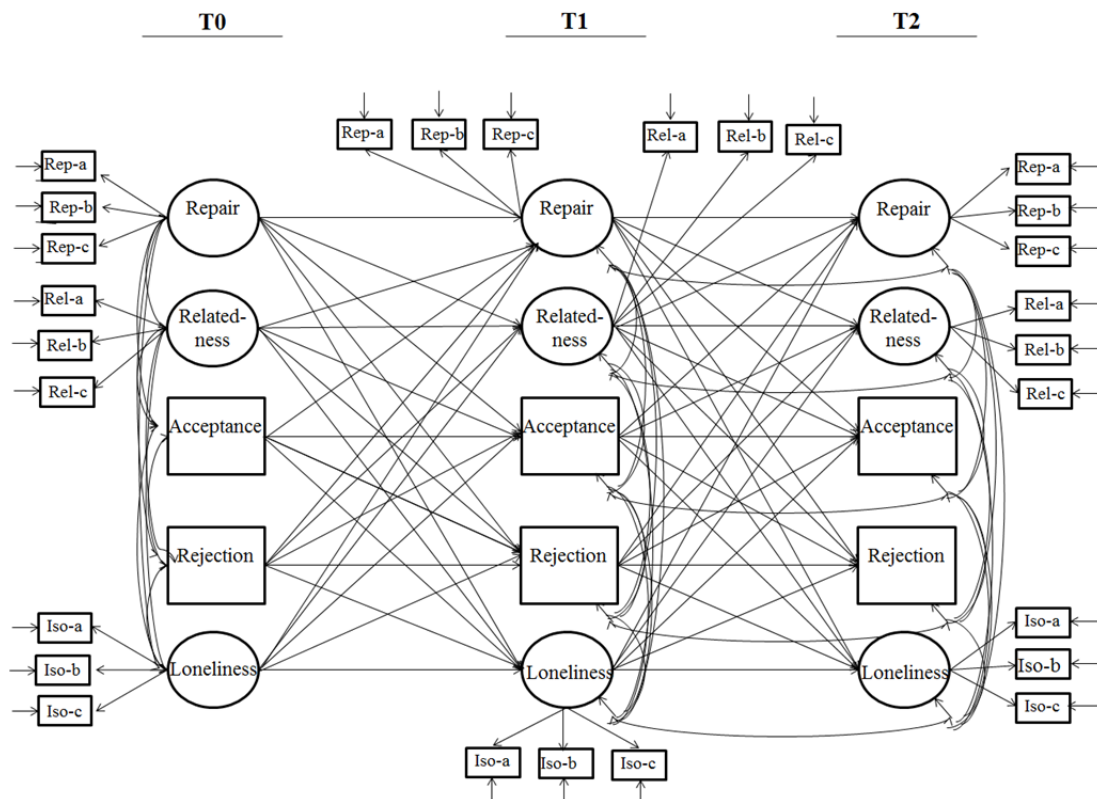 T0
T1
T2
Rep-a
Rep-b
Rep-c
Rel-a
Rel-b
Rel-c
Rep-a
Rep-b
Rep-c
Rel-a
Rel-b
Rel-c
Iso-a
Iso-b
Iso-c
Repair
Related-
ness
Acceptance
Rejection
Loneliness
Repair
Related-
ness
Acceptance
Rejection
Loneliness
Iso-a
Iso-b
Iso-c
Repair
Related-
ness
Acceptance
Rejection
Loneliness
Rep-a
Rep-b
Rep-c
Rel-a
Rel-b
Rel-c
Iso-a
Iso-b
Iso-c